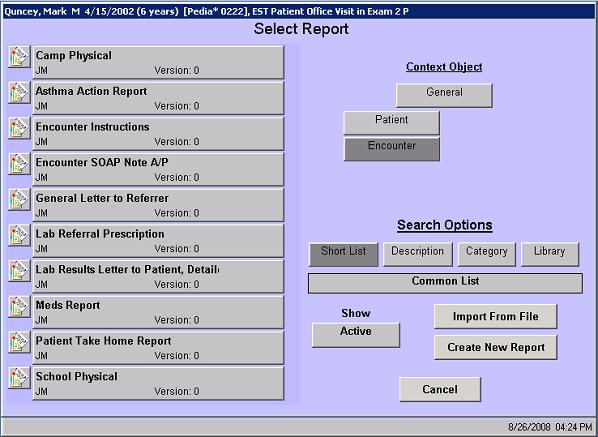 Quncey, Mark M 4/15/2002 (6 years) [Pedia* 0222], EST Patient Office Visit in Exam 2 P
Select Report
Camp Physical
JM Version: 0
Asthma Action Report
JM Version: 0
Encounter Instructions
JM Version: 0
Encounter SOAP Note A/P
JM Version: 0
General Letter to Referrer
JM Version: 0
Lab Referral Prescription
JM Version: 0
Lab Results Letter to Patient, Detaile
JM Version: 0
Meds Report
JM Version: 0
Patient Take Home Report
JM Version: 0
School Physical
JM Version: 0
Context Object
General
Patient
Encounter
Search Options
Short List Description Category Library
Common List
Show
Active
Import From File
Create New Report
Cancel
8/26/2008 04:24 PM